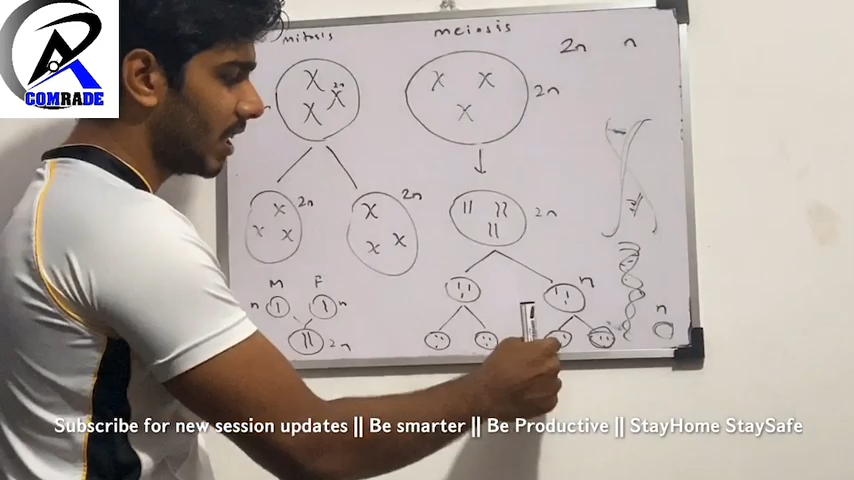 COMRADE
mitosis
meiosis
2n n
2n
2n
2n
2n
2n
M F
n n
2n
n
n
Subscribe for new session updates || Be smarter || Be Productive || StayHome StaySafe